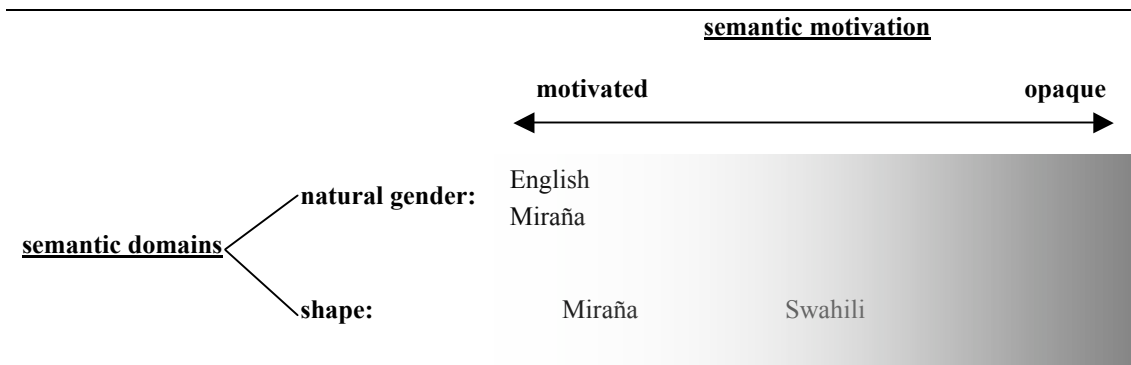 semantic motivation
motivated opaque
natural gender: English
Miraña
semantic domains
shape: Miraña Swahili